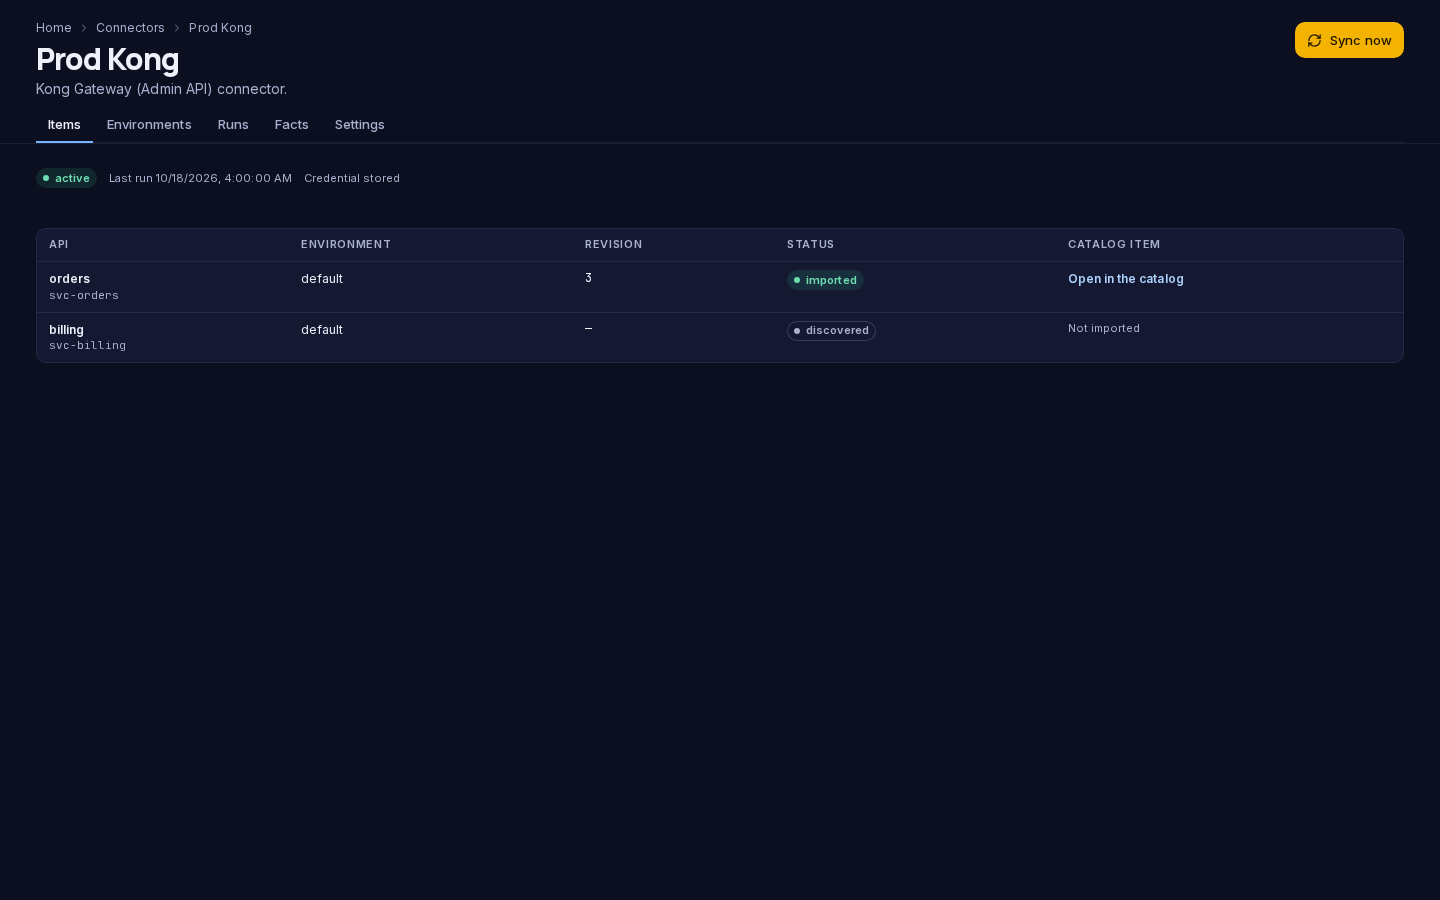 Home > Connectors > Prod Kong
Prod Kong
Kong Gateway (Admin API) connector.
Sync now
Items Environments Runs Facts Settings
active Last run 10/18/2026, 4:00:00 AM Credential stored
API ENVIRONMENT REVISION STATUS CATALOG ITEM
orders default 3 imported Open in the catalog
svc-orders
billing default — discovered Not imported
svc-billing